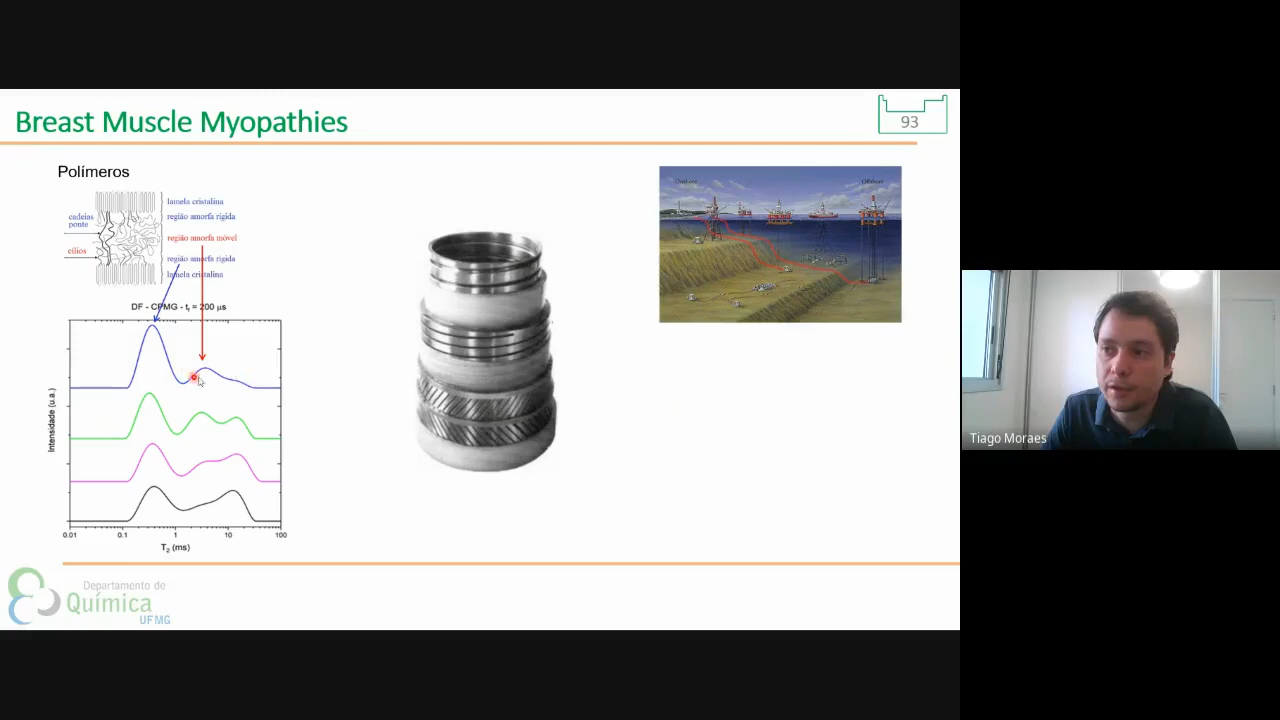 Breast Muscle Myopathies
93
Polímeros
lamela cristalina
cadeias
ponte
região amorfa rígida
região amorfa móvel
cílios
região amorfa rígida
lamela cristalina
DF - CPMG - tf = 200 μs
Intensidade (u.a.)
0.01 0.1 1 10 100
T2 (ms)
Offshore
Departamento de
Química
UFMG
Tiago Moraes